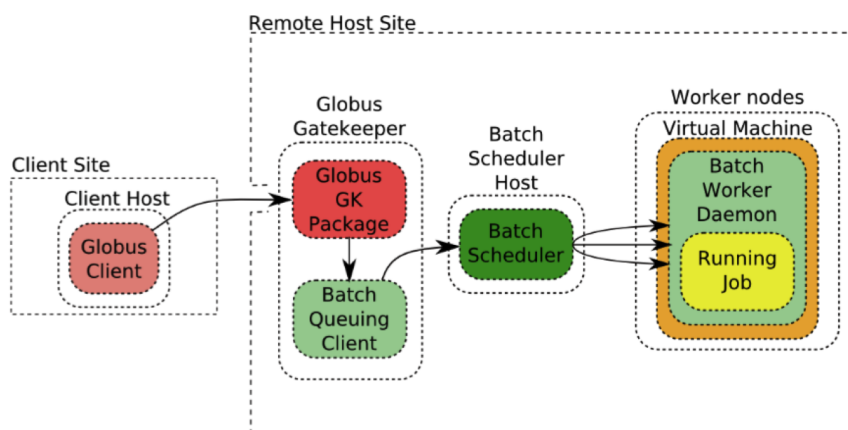 Remote Host Site
Client Site
Client Host
Globus
Client
Globus
Gatekeeper
Globus
GK
Package
Batch
Queuing
Client
Batch
Scheduler
Host
Batch
Scheduler
Worker nodes
Virtual Machine
Batch
Worker
Daemon
Running
Job